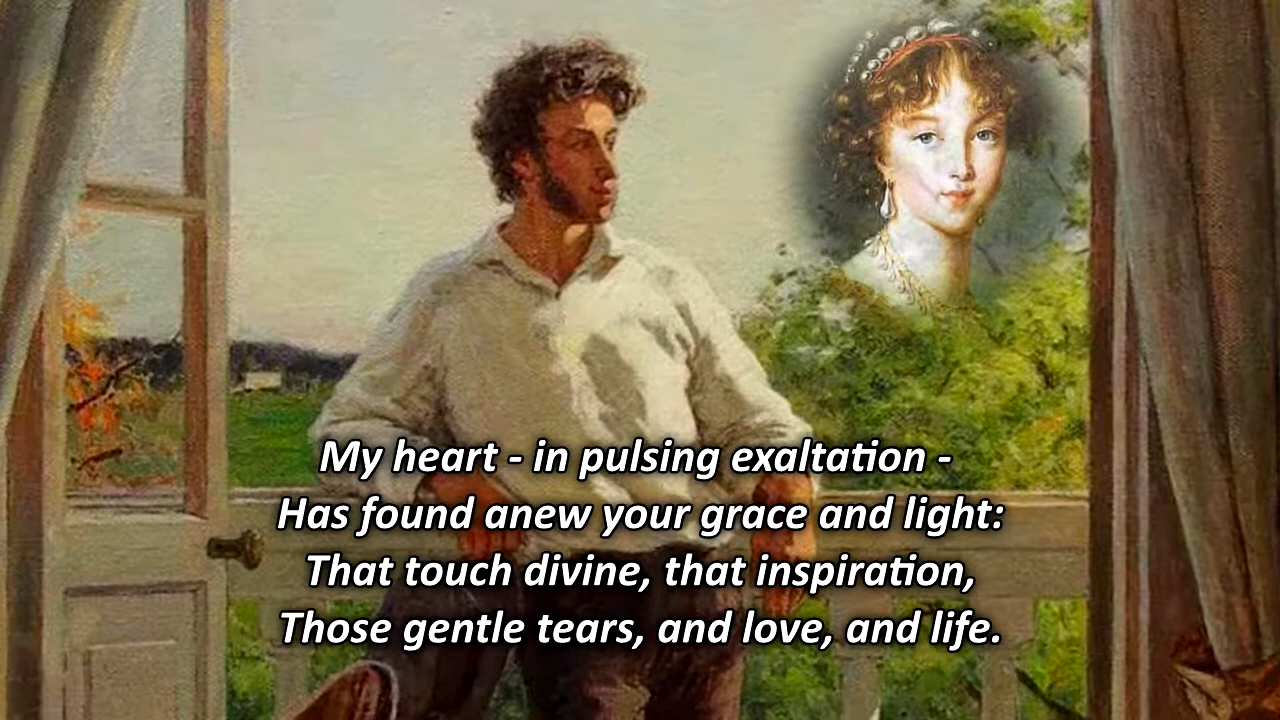 My heart - in pulsing exaltation -
Has found anew your grace and light:
That touch divine, that inspiration,
Those gentle tears, and love, and life.